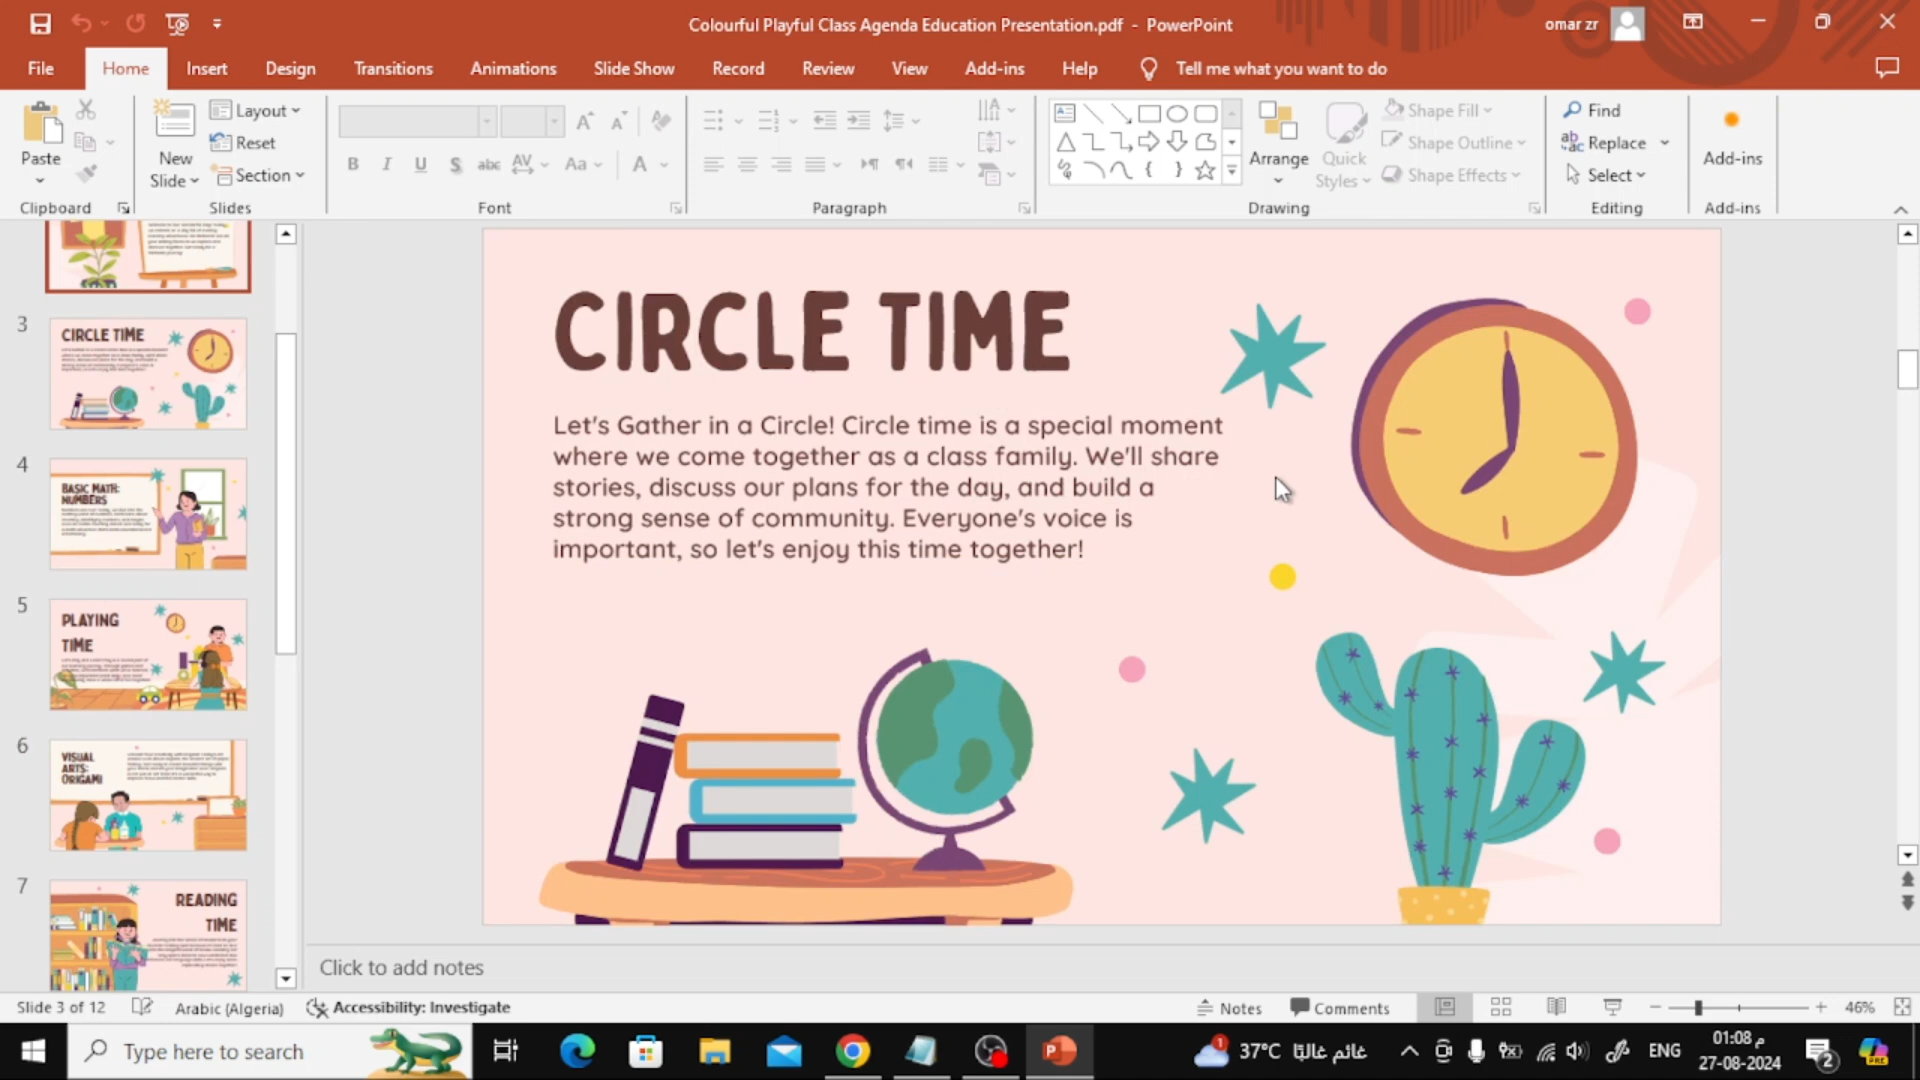 Colourful Playful Class Agenda Education Presentation.pdf - PowerPoint
omar zr
File Home Insert Design Transitions Animations Slide Show Record Review View Add-ins Help Tell me what you want to do
Paste
New Slide
Layout
Reset
Section
Arrange
Quick Styles
Shape Fill
Shape Outline
Shape Effects
Find
Replace
Select
Add-ins
Clipboard Slides Font Paragraph Drawing Editing Add-ins
3
CIRCLE TIME
4
BASIC MATH:
NUMBERS
5
PLAYING
TIME
6
VISUAL
ARTS:
ORIGAMI
7
READING
TIME
CIRCLE TIME
Let's Gather in a Circle! Circle time is a special moment
where we come together as a class family. We'll share
stories, discuss our plans for the day, and build a
strong sense of community. Everyone's voice is
important, so let's enjoy this time together!
Click to add notes
Slide 3 of 12 Arabic (Algeria) Accessibility: Investigate Notes Comments 46%
Type here to search
37°C غائم غالبًا
ENG
01:08 م
27-08-2024
2